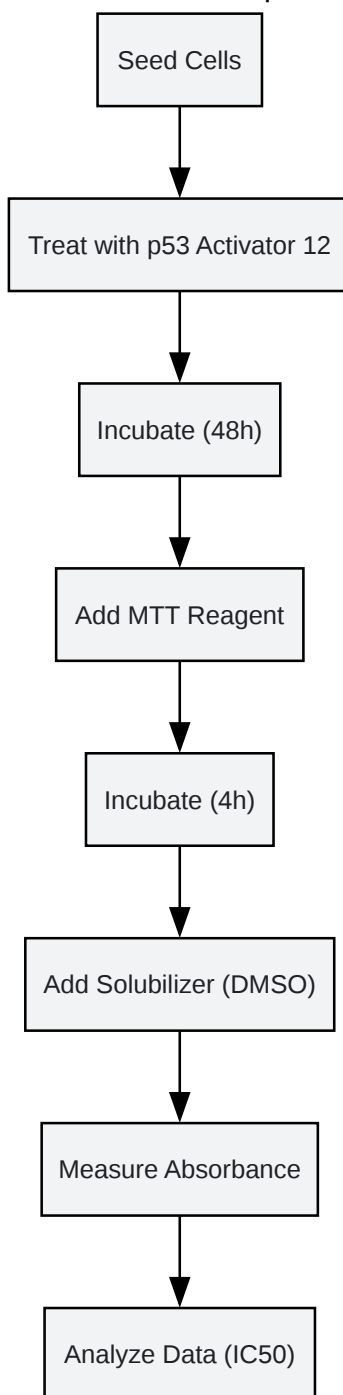 Seed Cells
Treat with p53 Activator 12
Incubate (48h)
Add MTT Reagent
Incubate (4h)
Add Solubilizer (DMSO)
Measure Absorbance
Analyze Data (IC50)